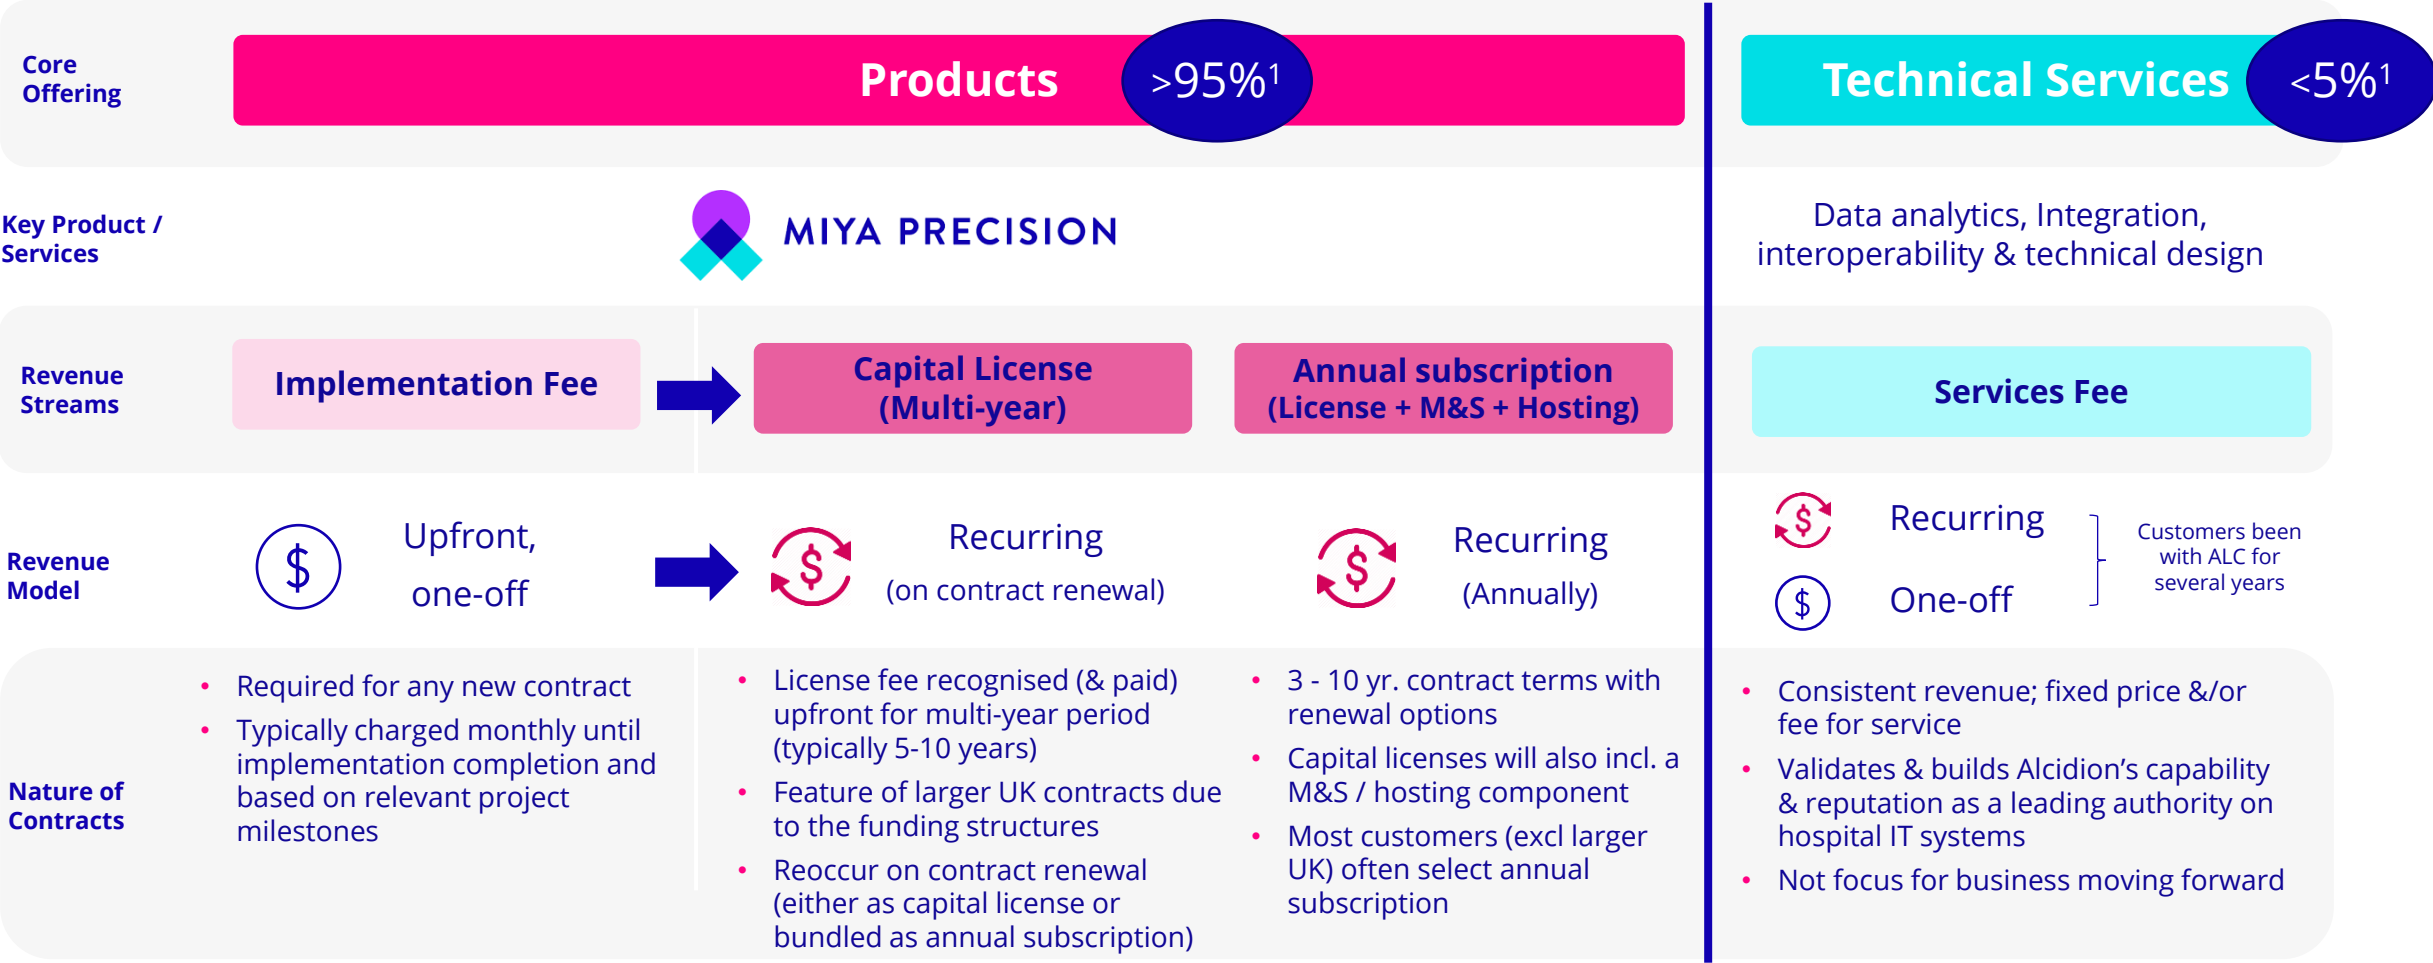 Core
Offering
Products
>95%1
Technical Services
<5%1
Key Product /
Services
MIYA PRECISION
Data analytics, Integration,
interoperability & technical design
Revenue
Streams
Implementation Fee
Capital License
(Multi-year)
Annual subscription
(License + M&S + Hosting)
Services Fee
Revenue
Model
$
Upfront,
one-off
$
Recurring
(on contract renewal)
$
Recurring
(Annually)
$
Recurring
$
One-off
Customers been
with ALC for
several years
Nature of
Contracts
• Required for any new contract
• Typically charged monthly until
implementation completion and
based on relevant project
milestones
• License fee recognised (& paid)
upfront for multi-year period
(typically 5-10 years)
• Feature of larger UK contracts due
to the funding structures
• Reoccur on contract renewal
(either as capital license or
bundled as annual subscription)
• 3 - 10 yr. contract terms with
renewal options
• Capital licenses will also incl. a
M&S / hosting component
• Most customers (excl larger
UK) often select annual
subscription
• Consistent revenue; fixed price &/or
fee for service
• Validates & builds Alcidion’s capability
& reputation as a leading authority on
hospital IT systems
• Not focus for business moving forward